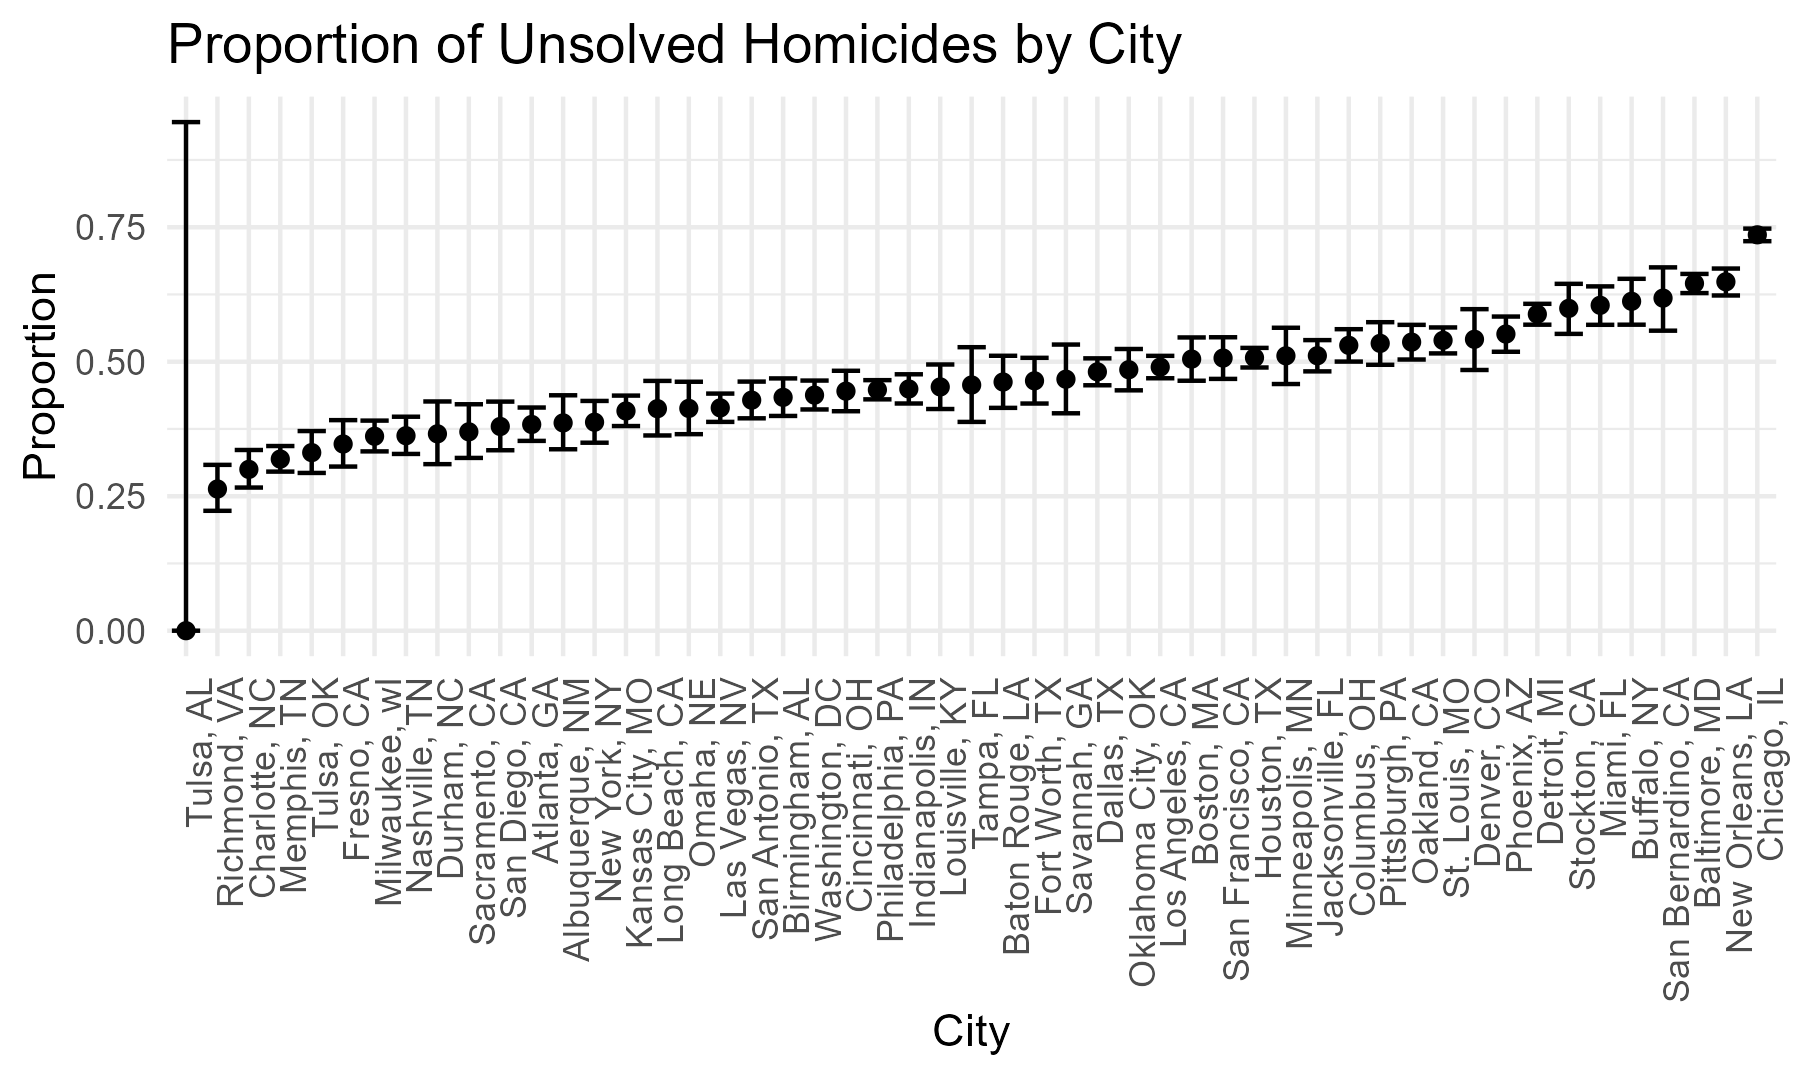 Proportion of Unsolved Homicides by City
Proportion
0.75
0.50
0.25
0.00
Tulsa, AL
Richmond, VA
Charlotte, NC
Memphis, TN
Tulsa, OK
Fresno, CA
Milwaukee, wI
Nashville, TN
Durham, NC
Sacramento, CA
San Diego, CA
Atlanta, GA
Albuquerque, NM
New York, NY
Kansas City, MO
Long Beach, CA
Omaha, NE
Las Vegas, NV
San Antonio, TX
Birmingham, AL
Washington, DC
Cincinnati, OH
Philadelphia, PA
Indianapolis, IN
Louisville, KY
Tampa, FL
Baton Rouge, LA
Fort Worth, TX
Savannah, GA
Dallas, TX
Oklahoma City, OK
Los Angeles, CA
Boston, MA
San Francisco, CA
Houston, TX
Minneapolis, MN
Jacksonville, FL
Columbus, OH
Pittsburgh, PA
Oakland, CA
St. Louis, MO
Denver, CO
Phoenix, AZ
Detroit, MI
Stockton, CA
Miami, FL
Buffalo, NY
San Bernardino, CA
Baltimore, MD
New Orleans, LA
Chicago, IL
City